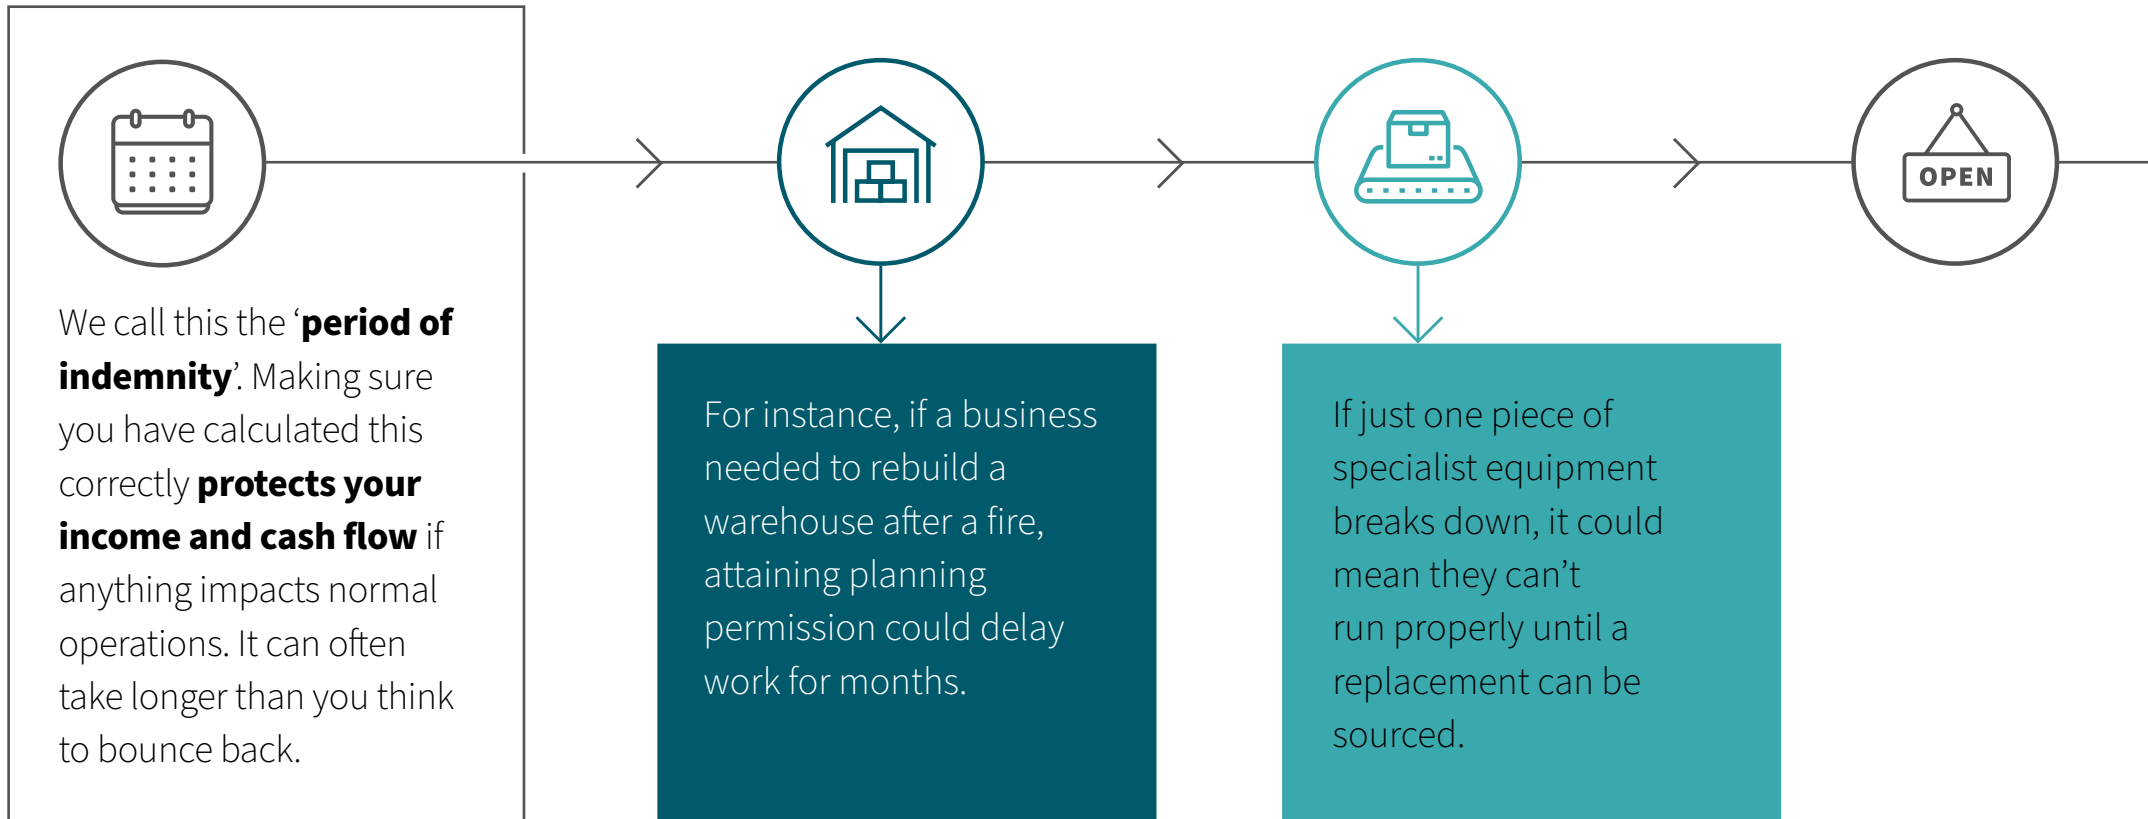 We call this the ‘period of
indemnity’. Making sure
you have calculated this
correctly protects your
income and cash flow if
anything impacts normal
operations. It can often
take longer than you think
to bounce back.
For instance, if a business
needed to rebuild a
warehouse after a fire,
attaining planning
permission could delay
work for months.
If just one piece of
specialist equipment
breaks down, it could
mean they can’t
run properly until a
replacement can be
sourced.
OPEN